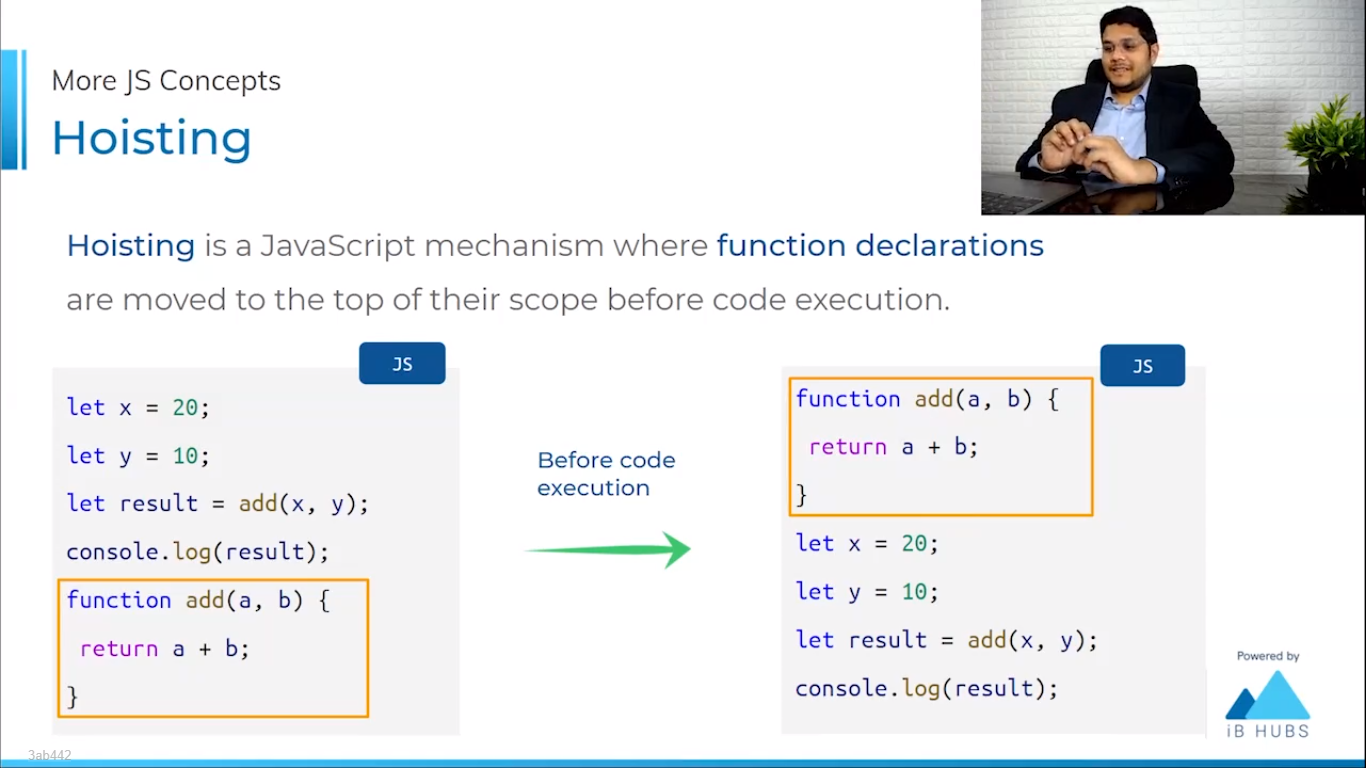 More JS Concepts
Hoisting
Hoisting is a JavaScript mechanism where function declarations
are moved to the top of their scope before code execution.
JS
let x = 20;
let y = 10;
let result = add(x, y);
console.log(result);
function add(a, b) {
return a + b;
}
Before code
execution
JS
function add(a, b) {
return a + b;
}
let x = 20;
let y = 10;
let result = add(x, y);
console.log(result);
Powered by
iB HUBS
3ab442